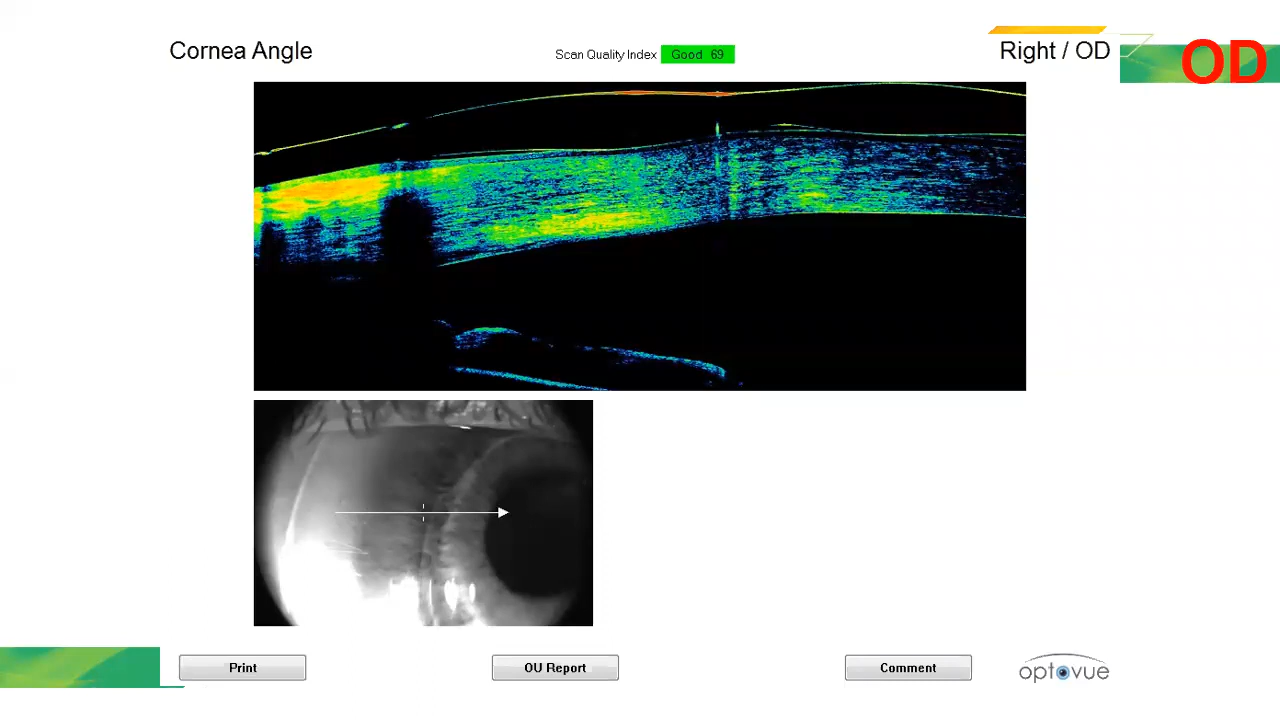 Cornea Angle
Scan Quality Index Good 69
Right / OD
OD
Print
OU Report
Comment
optovue